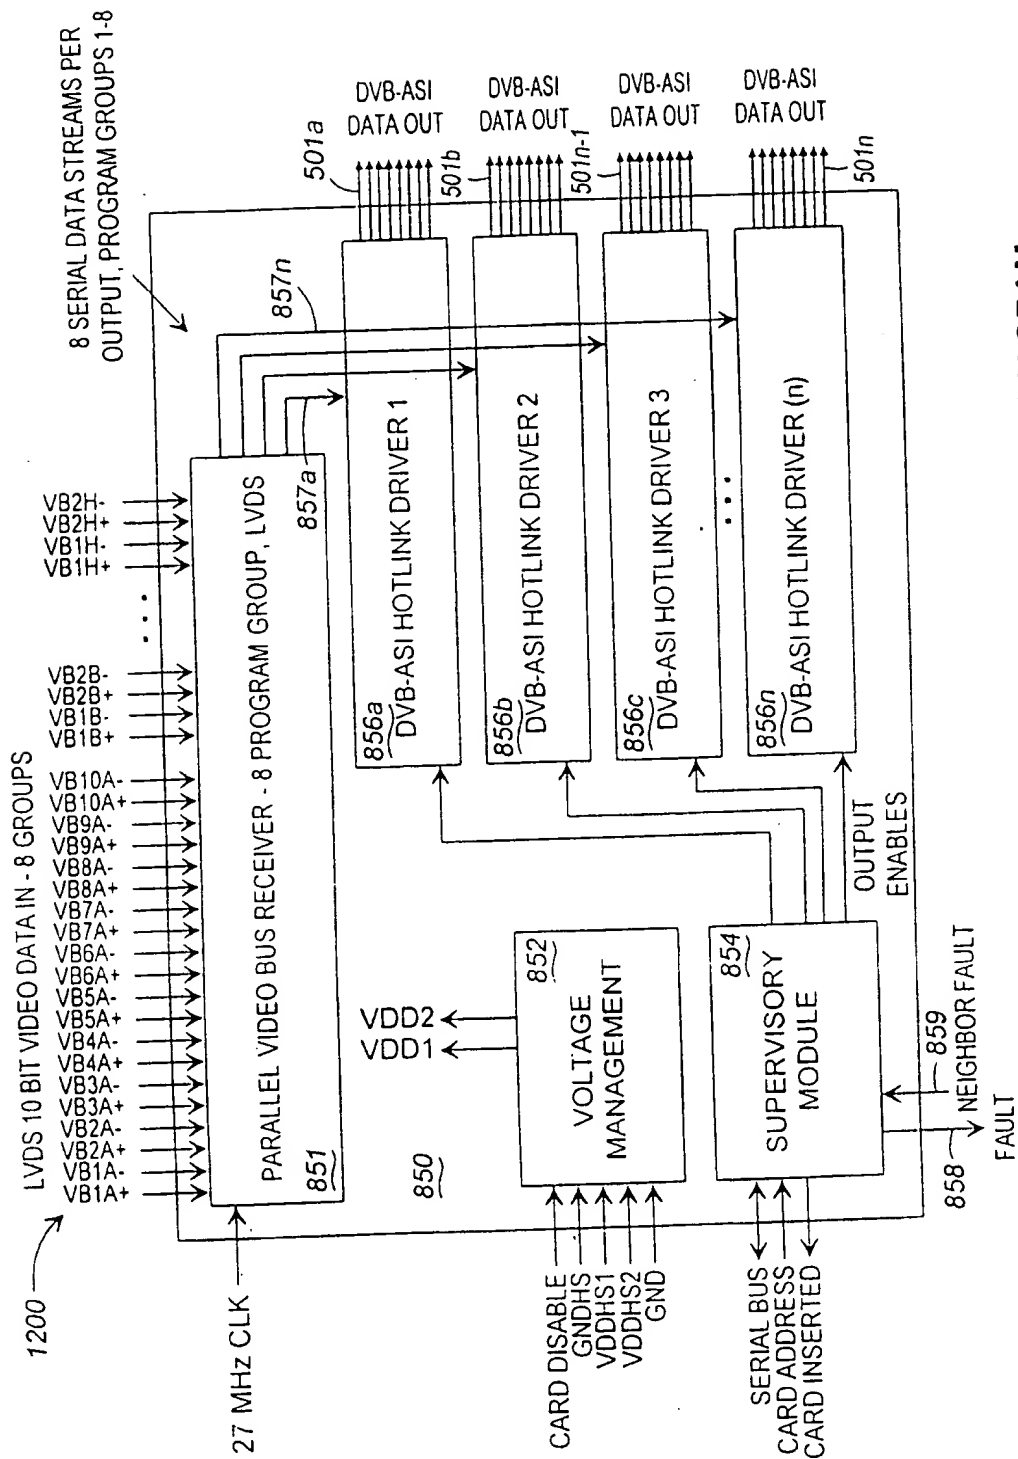 1200
LVDS 10 BIT VIDEO DATA IN - 8 GROUPS
VB1A+
VB1A-
VB2A+
VB2A-
VB3A+
VB3A-
VB4A+
VB4A-
VB5A+
VB5A-
VB6A+
VB6A-
VB7A+
VB7A-
VB8A+
VB8A-
VB9A+
VB9A-
VB10A+
VB10A-
VB1B+
VB1B-
VB2B+
VB2B-
...
VB1H+
VB1H-
VB2H+
VB2H-
8 SERIAL DATA STREAMS PER
OUTPUT, PROGRAM GROUPS 1-8
27 MHz CLK
851
PARALLEL VIDEO BUS RECEIVER - 8 PROGRAM GROUP, LVDS
857a
857n
850
VDD1
VDD2
856a
DVB-ASI HOTLINK DRIVER 1
501a
DVB-ASI
DATA OUT
856b
DVB-ASI HOTLINK DRIVER 2
501b
DVB-ASI
DATA OUT
856c
DVB-ASI HOTLINK DRIVER 3
501n-1
DVB-ASI
DATA OUT
...
856n
DVB-ASI HOTLINK DRIVER (n)
501n
DVB-ASI
DATA OUT
CARD DISABLE
GNDHS
VDDHS1
VDDHS2
GND
852
VOLTAGE
MANAGEMENT
SERIAL BUS
CARD ADDRESS
CARD INSERTED
854
SUPERVISORY
MODULE
OUTPUT
ENABLES
858
859
FAULT
NEIGHBOR FAULT